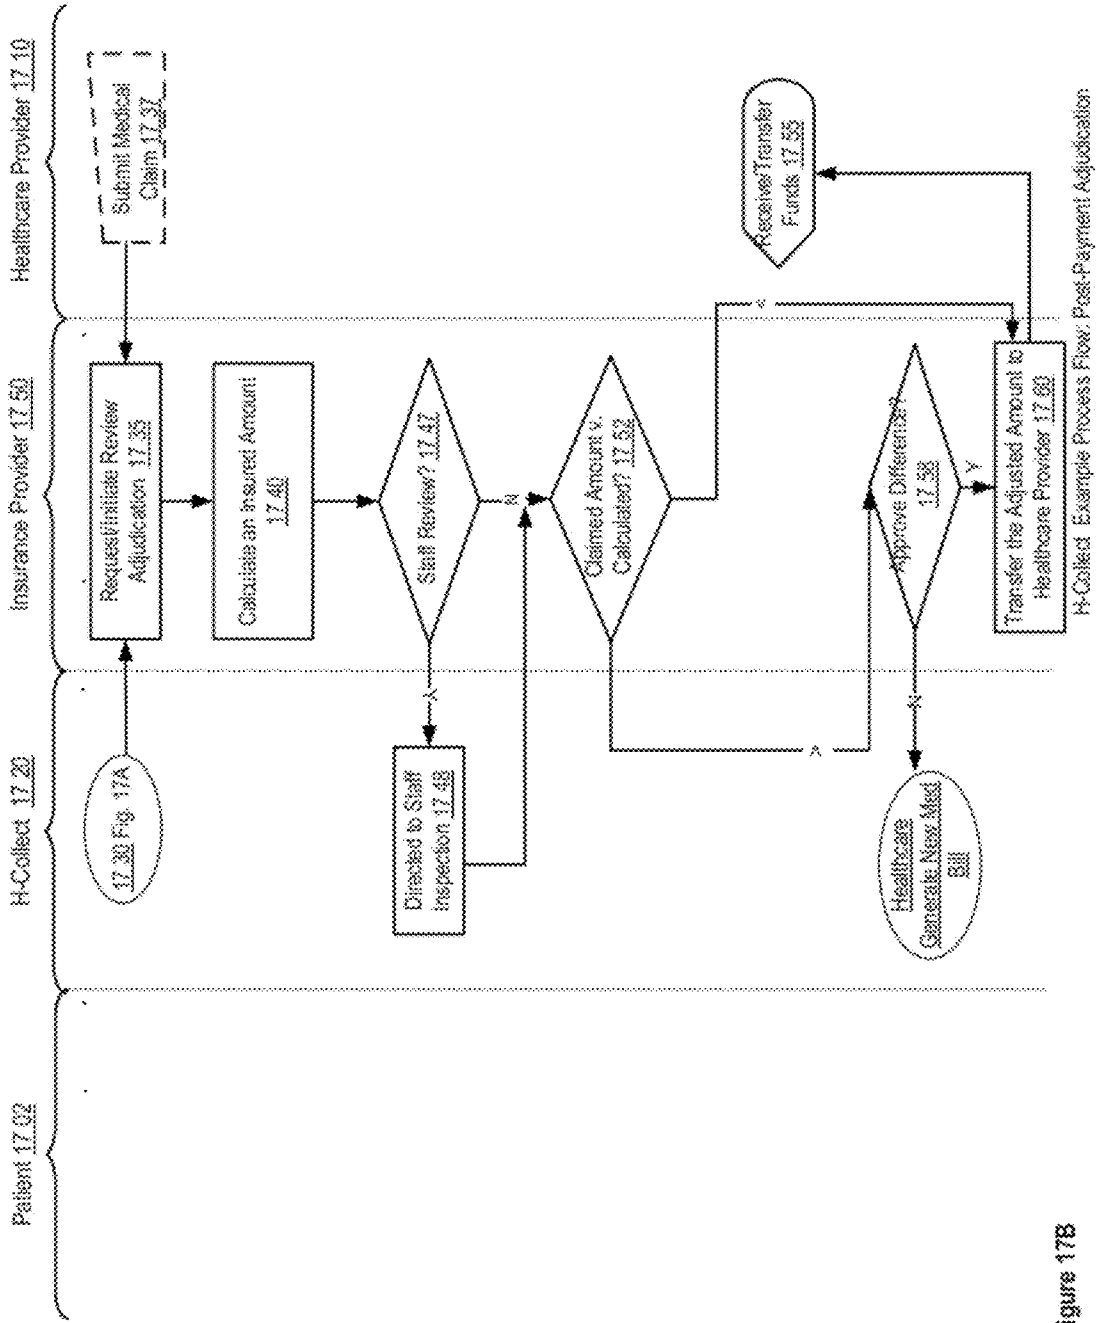 Patient 17.02
H-Collect 17.20
Insurance Provider 17.50
Healthcare Provider 17.10
17.30 Fig. 17A
Request/Initiate Review
Adjudication 17.35
Submit Medical
Claim 17.37
Calculate an Insured Amount
17.40
Staff Review? 17.47
Y
N
Directed to Staff
Inspection 17.48
Claimed Amount v.
Calculated? 17.52
Receive/Transfer
Funds 17.55
Approve Difference?
17.58
N
Y
Healthcare
Generate New Med
Bill
Transfer the Adjusted Amount to
Healthcare Provider 17.60
H-Collect Example Process Flow: Post-Payment Adjudication
igure 17B